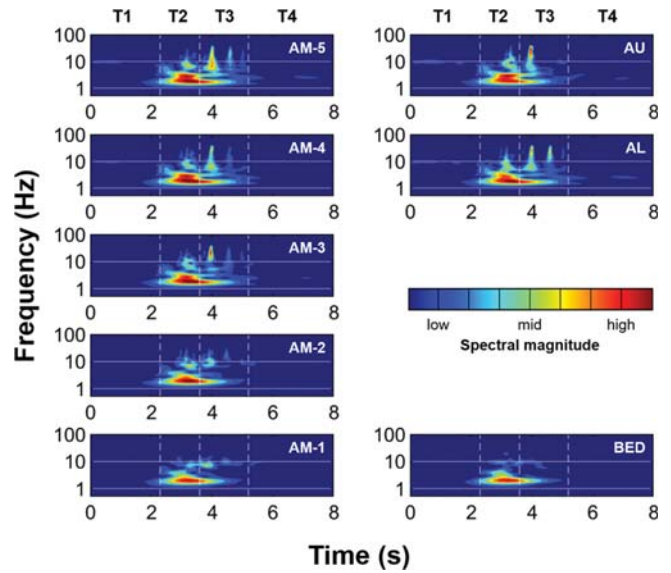 T1 T2 T3 T4 T1 T2 T3 T4
100 AM-5 100 AU
10 10
1 1
0 2 4 6 8 0 2 4 6 8
100 AM-4 100 AL
10 10
1 1
0 2 4 6 8 0 2 4 6 8
Frequency (Hz)
100 AM-3
10
1
0 2 4 6 8
low mid high
Spectral magnitude
100 AM-2
10
1
0 2 4 6 8
100 AM-1 100 BED
10 10
1 1
0 2 4 6 8 0 2 4 6 8
Time (s)